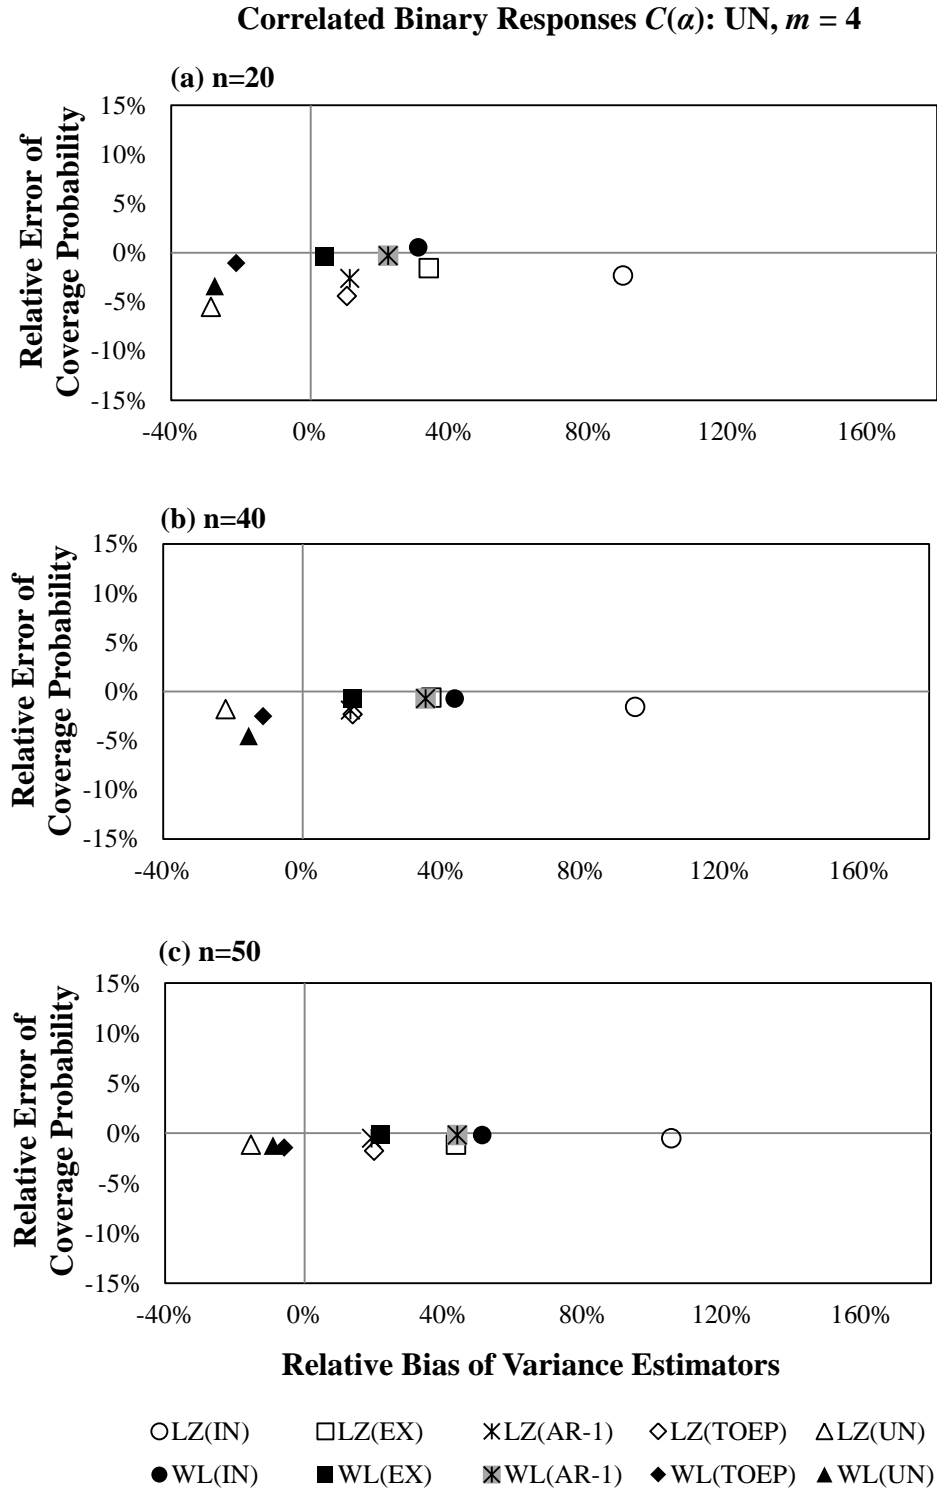 Correlated Binary Responses C(α): UN, m = 4
(a) n=20
Relative Error of
Coverage Probability
15%
10%
5%
0%
-5%
-10%
-15%
-40% 0% 40% 80% 120% 160%
(b) n=40
Relative Error of
Coverage Probability
15%
10%
5%
0%
-5%
-10%
-15%
-40% 0% 40% 80% 120% 160%
(c) n=50
Relative Error of
Coverage Probability
15%
10%
5%
0%
-5%
-10%
-15%
-40% 0% 40% 80% 120% 160%
Relative Bias of Variance Estimators
LZ(IN) LZ(EX) LZ(AR-1) LZ(TOEP) LZ(UN)
WL(IN) WL(EX) WL(AR-1) WL(TOEP) WL(UN)